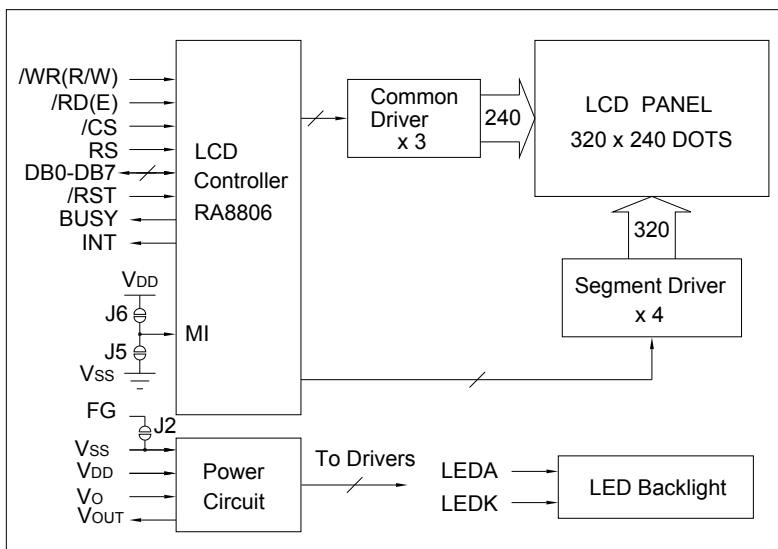 /WR(R/W)
/RD(E)
/CS
RS
DB0-DB7
/RST
BUSY
INT
VDD
J6
J5
VSS
MI
LCD
Controller
RA8806
Common
Driver
x 3
240
LCD PANEL
320 x 240 DOTS
320
Segment Driver
x 4
FG
J2
VSS
VDD
VO
VOUT
Power
Circuit
To Drivers
LEDA
LEDK
LED Backlight